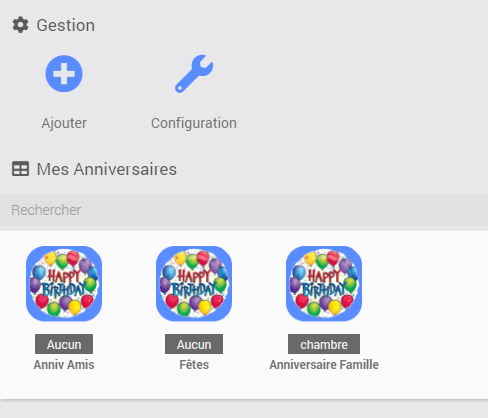 Gestion
Ajouter Configuration
Mes Anniversaires
Rechercher
HAPPY BIRTHDAY HAPPY BIRTHDAY HAPPY BIRTHDAY
Aucun Aucun chambre
Anniv Amis Fêtes Anniversaire Famille